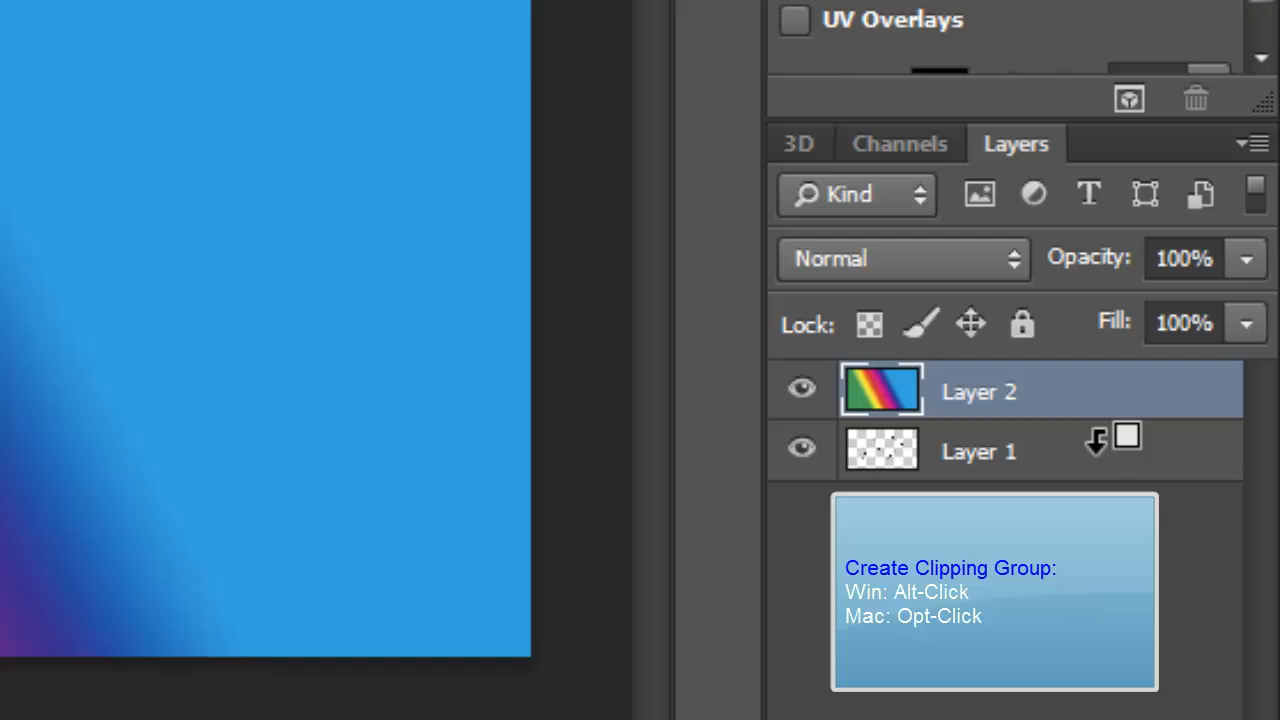 UV Overlays
3D Channels Layers
Kind T
Normal Opacity: 100%
Lock: Fill: 100%
Layer 2
Layer 1
Create Clipping Group:
Win: Alt-Click
Mac: Opt-Click